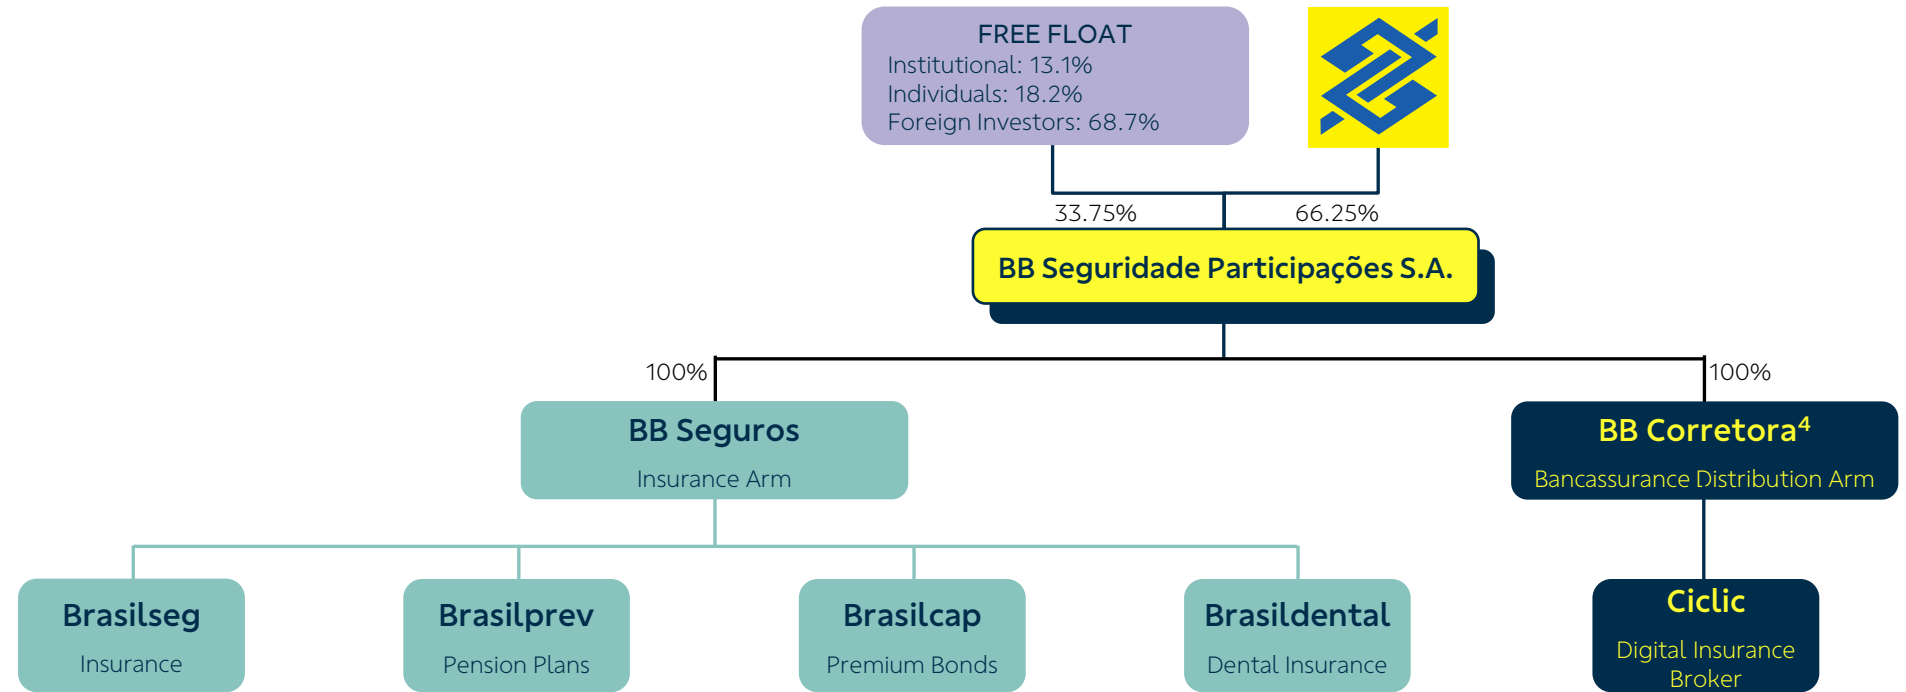 FREE FLOAT
Institutional: 13.1%
Individuals: 18.2%
Foreign Investors: 68.7%
33.75%
66.25%
BB Seguridade Participações S.A.
100%
100%
BB Seguros
Insurance Arm
BB Corretora⁴
Bancassurance Distribution Arm
Brasilseg
Insurance
Brasilprev
Pension Plans
Brasilcap
Premium Bonds
Brasildental
Dental Insurance
Ciclic
Digital Insurance
Broker